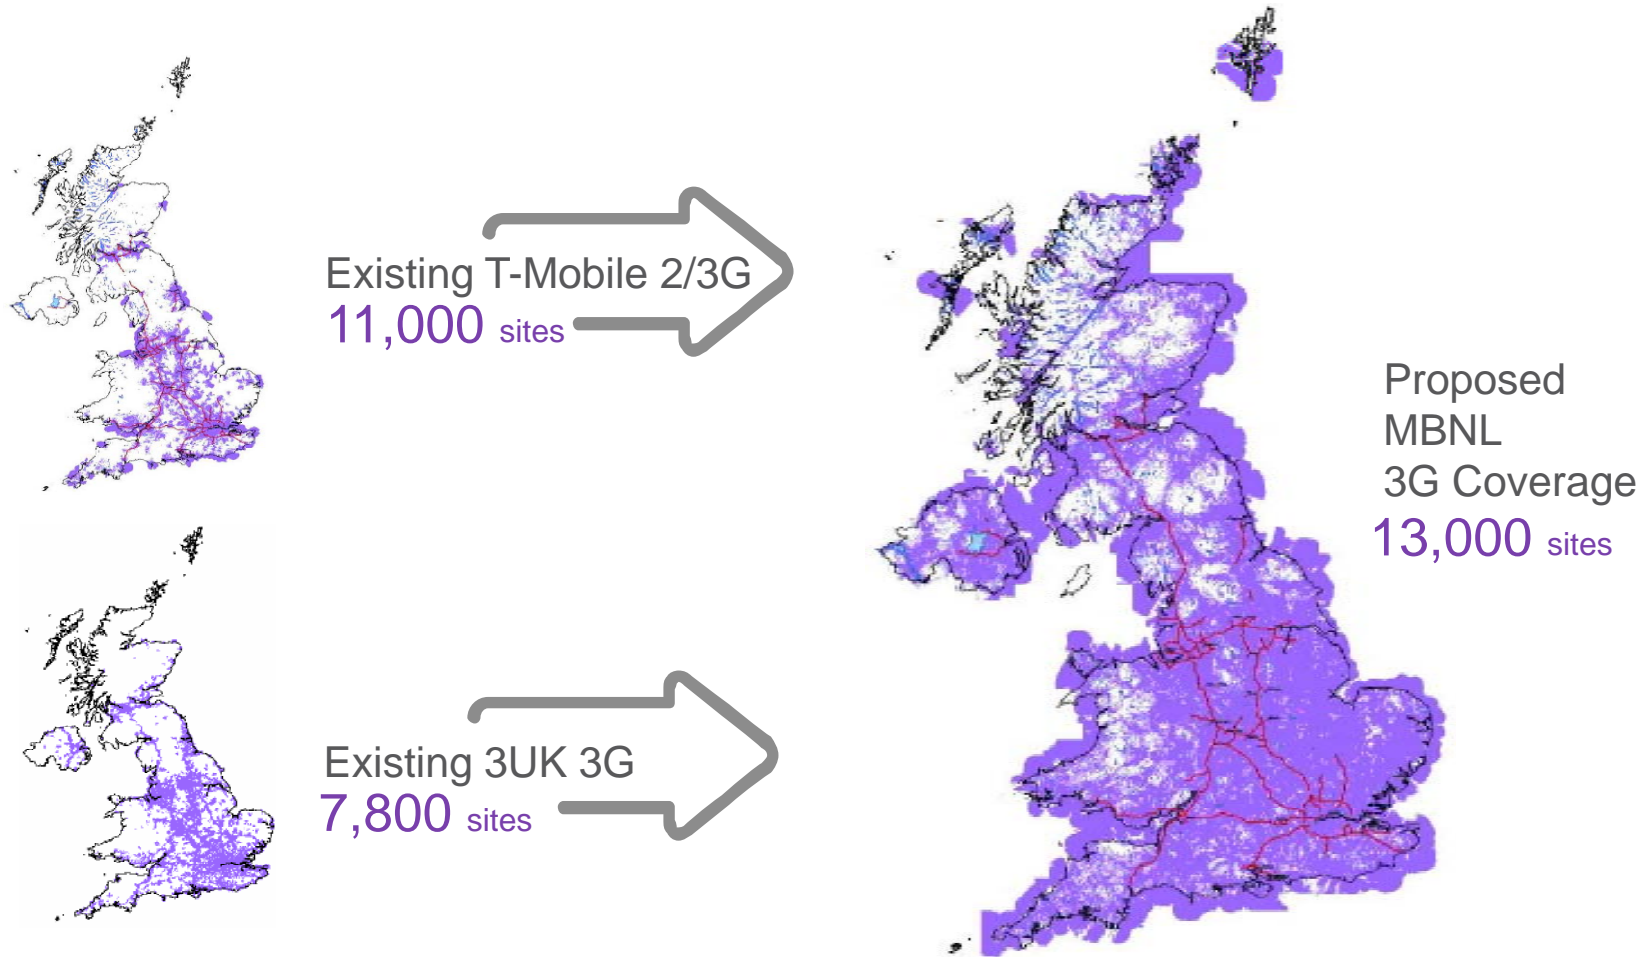 Existing T-Mobile 2/3G
11,000 sites
Existing 3UK 3G
7,800 sites
Proposed
MBNL
3G Coverage
13,000 sites